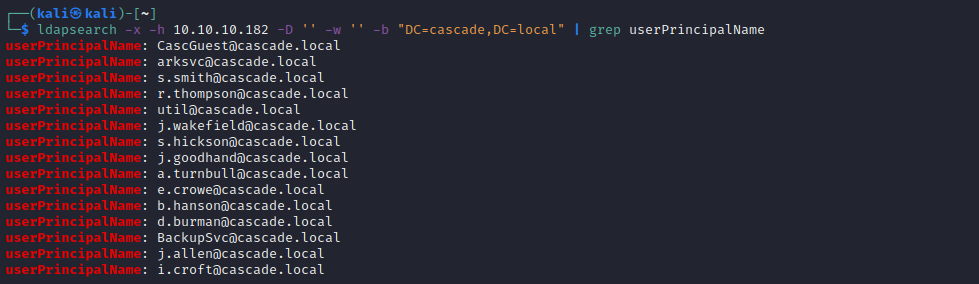 ┌──(kali㉿kali)-[~]
└─$ ldapsearch -x -h 10.10.10.182 -D '' -w '' -b "DC=cascade,DC=local" | grep userPrincipalName
userPrincipalName: CascGuest@cascade.local
userPrincipalName: arksvc@cascade.local
userPrincipalName: s.smith@cascade.local
userPrincipalName: r.thompson@cascade.local
userPrincipalName: util@cascade.local
userPrincipalName: j.wakefield@cascade.local
userPrincipalName: s.hickson@cascade.local
userPrincipalName: j.goodhand@cascade.local
userPrincipalName: a.turnbull@cascade.local
userPrincipalName: e.crowe@cascade.local
userPrincipalName: b.hanson@cascade.local
userPrincipalName: d.burman@cascade.local
userPrincipalName: BackupSvc@cascade.local
userPrincipalName: j.allen@cascade.local
userPrincipalName: i.croft@cascade.local